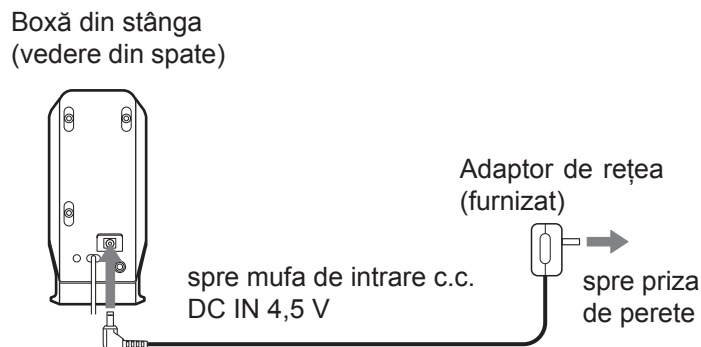 Boxă din stânga
(vedere din spate)
Adaptor de rețea
(furnizat)
spre mufa de intrare c.c.
DC IN 4,5 V
spre priza
de perete